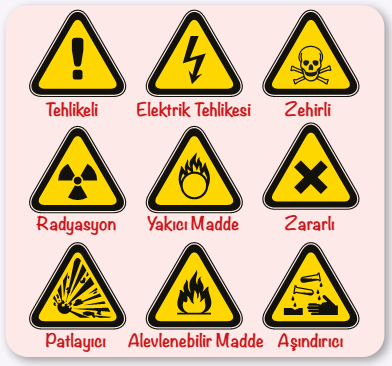 Tehlikeli
Elektrik Tehlikesi
Zehirli
Radyasyon
Yakıcı Madde
Zararlı
Patlayıcı
Alevlenebilir Madde
Aşındırıcı